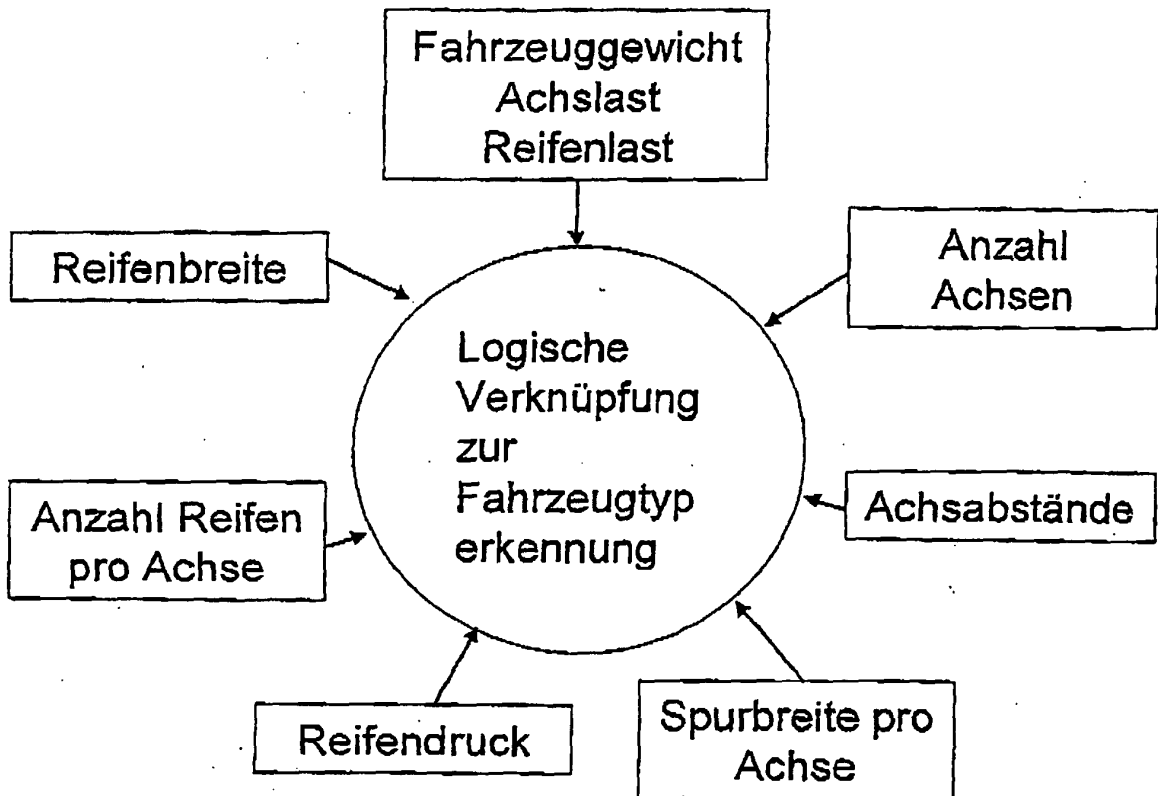 Fahrzeuggewicht
Achslast
Reifenlast
Reifenbreite
Anzahl
Achsen
Logische
Verknüpfung
zur
Fahrzeugtyp
erkennung
Anzahl Reifen
pro Achse
Achsabstände
Reifendruck
Spurbreite pro
Achse